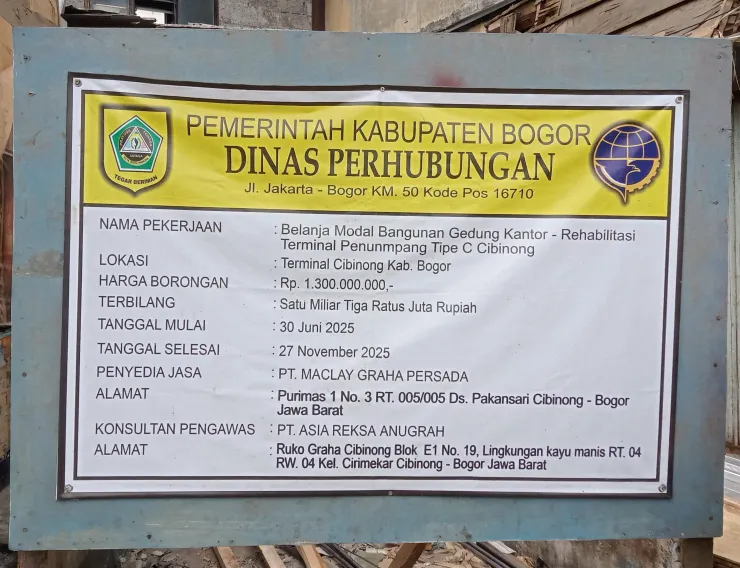 PEMERINTAH KABUPATEN BOGOR
DINAS PERHUBUNGAN
Jl. Jakarta - Bogor KM. 50 Kode Pos 16710
TEGAR BERIMAN
NAMA PEKERJAAN : Belanja Modal Bangunan Gedung Kantor - Rehabilitasi
Terminal Penunmpang Tipe C Cibinong
LOKASI : Terminal Cibinong Kab. Bogor
HARGA BORONGAN : Rp. 1.300.000.000,-
TERBILANG : Satu Miliar Tiga Ratus Juta Rupiah
TANGGAL MULAI : 30 Juni 2025
TANGGAL SELESAI : 27 November 2025
PENYEDIA JASA : PT. MACLAY GRAHA PERSADA
ALAMAT : Purimas 1 No. 3 RT. 005/005 Ds. Pakansari Cibinong - Bogor
Jawa Barat
KONSULTAN PENGAWAS : PT. ASIA REKSA ANUGRAH
ALAMAT : Ruko Graha Cibinong Blok E1 No. 19, Lingkungan kayu manis RT. 04
RW. 04 Kel. Cirimekar Cibinong - Bogor Jawa Barat